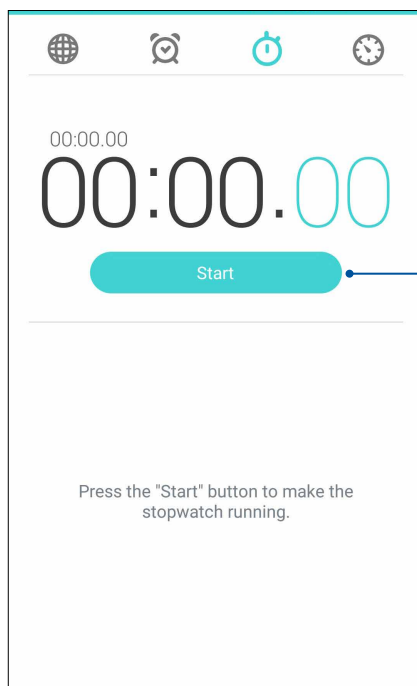 00:00.00
00:00.00
Start
Press the "Start" button to make the
stopwatch running.